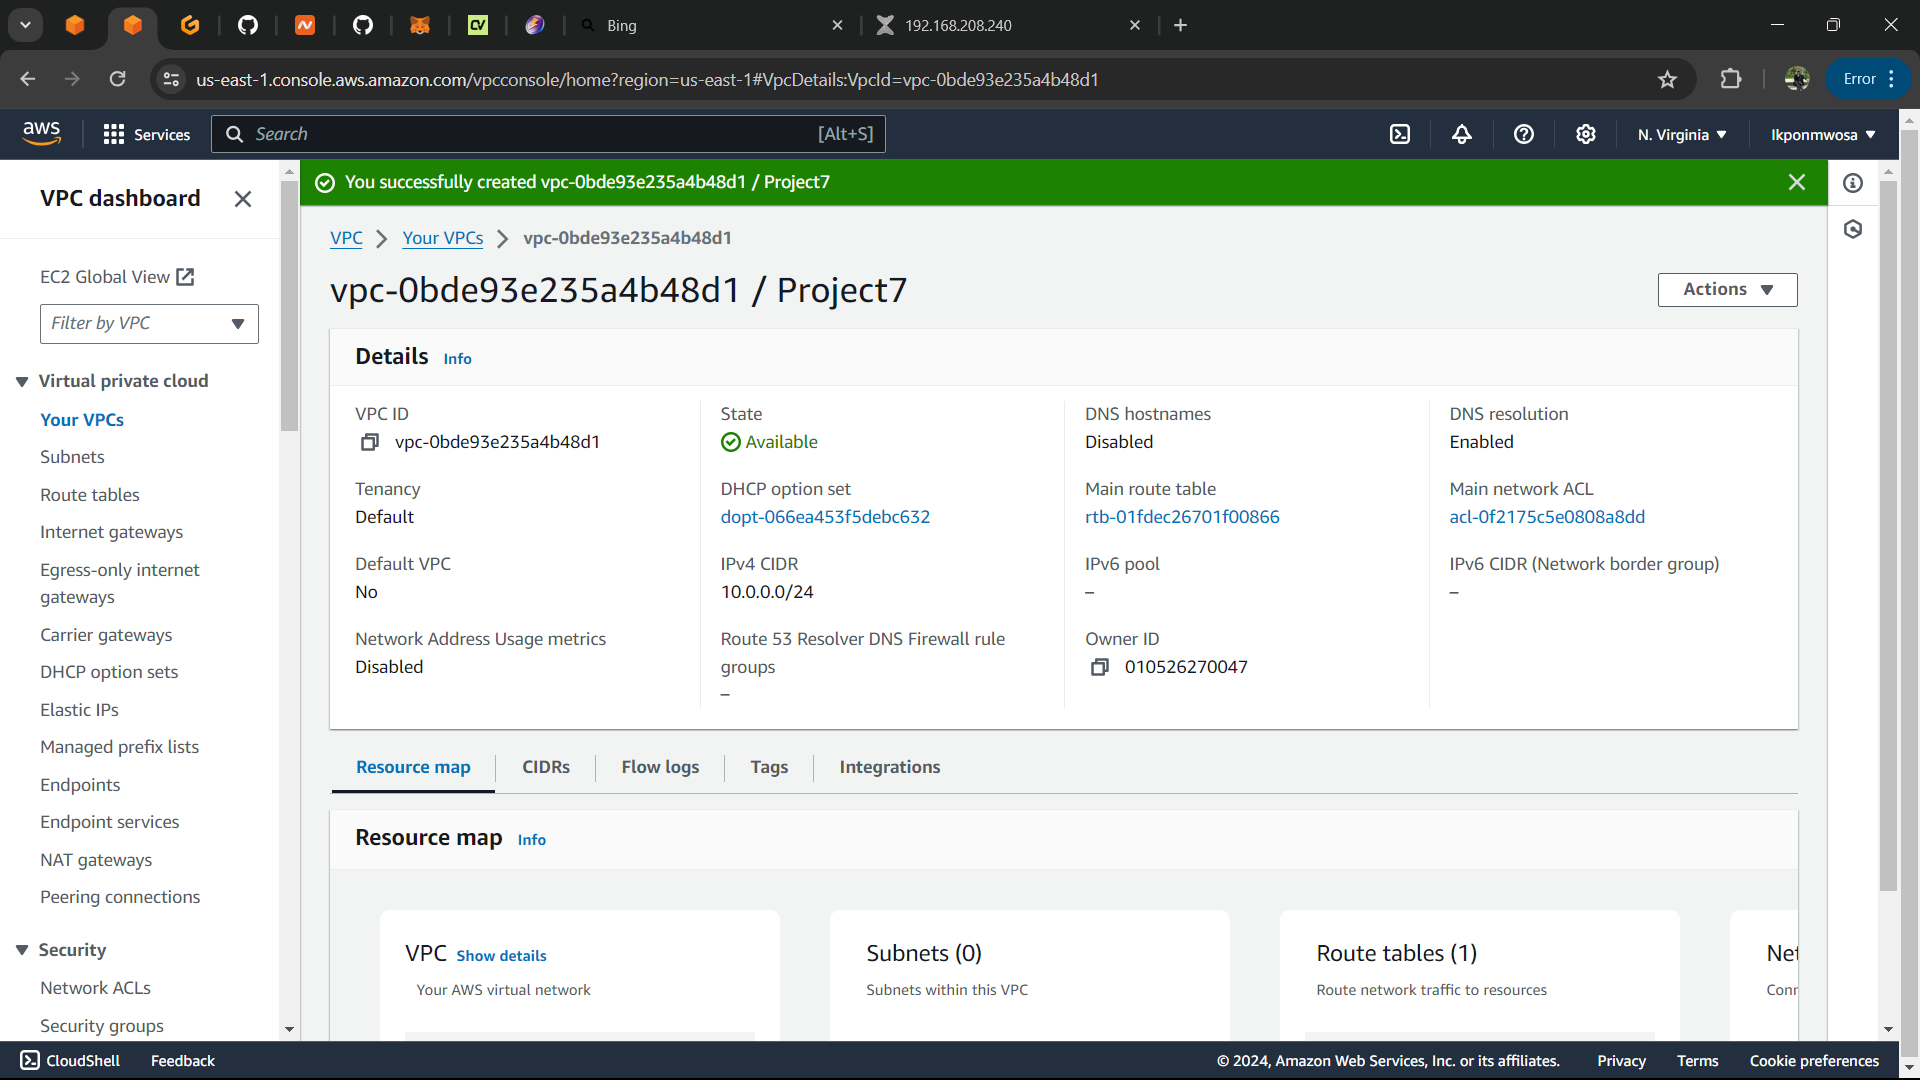 Bing
192.168.208.240
us-east-1.console.aws.amazon.com/vpcconsole/home?region=us-east-1#VpcDetails:VpcId=vpc-0bde93e235a4b48d1
Error
aws
Services
Search
[Alt+S]
N. Virginia
Ikponmwosa
VPC dashboard
EC2 Global View
Filter by VPC
Virtual private cloud
Your VPCs
Subnets
Route tables
Internet gateways
Egress-only internet
gateways
Carrier gateways
DHCP option sets
Elastic IPs
Managed prefix lists
Endpoints
Endpoint services
NAT gateways
Peering connections
Security
Network ACLs
Security groups
You successfully created vpc-0bde93e235a4b48d1 / Project7
VPC
Your VPCs
vpc-0bde93e235a4b48d1
vpc-0bde93e235a4b48d1 / Project7
Actions
Details Info
VPC ID
vpc-0bde93e235a4b48d1
State
Available
DNS hostnames
Disabled
DNS resolution
Enabled
Tenancy
Default
DHCP option set
dopt-066ea453f5debc632
Main route table
rtb-01fdec26701f00866
Main network ACL
acl-0f2175c5e0808a8dd
Default VPC
No
IPv4 CIDR
10.0.0.0/24
IPv6 pool
–
IPv6 CIDR (Network border group)
–
Network Address Usage metrics
Disabled
Route 53 Resolver DNS Firewall rule
groups
–
Owner ID
010526270047
Resource map
CIDRs
Flow logs
Tags
Integrations
Resource map Info
VPC Show details
Your AWS virtual network
Subnets (0)
Subnets within this VPC
Route tables (1)
Route network traffic to resources
Net
Conr
CloudShell
Feedback
© 2024, Amazon Web Services, Inc. or its affiliates.
Privacy
Terms
Cookie preferences